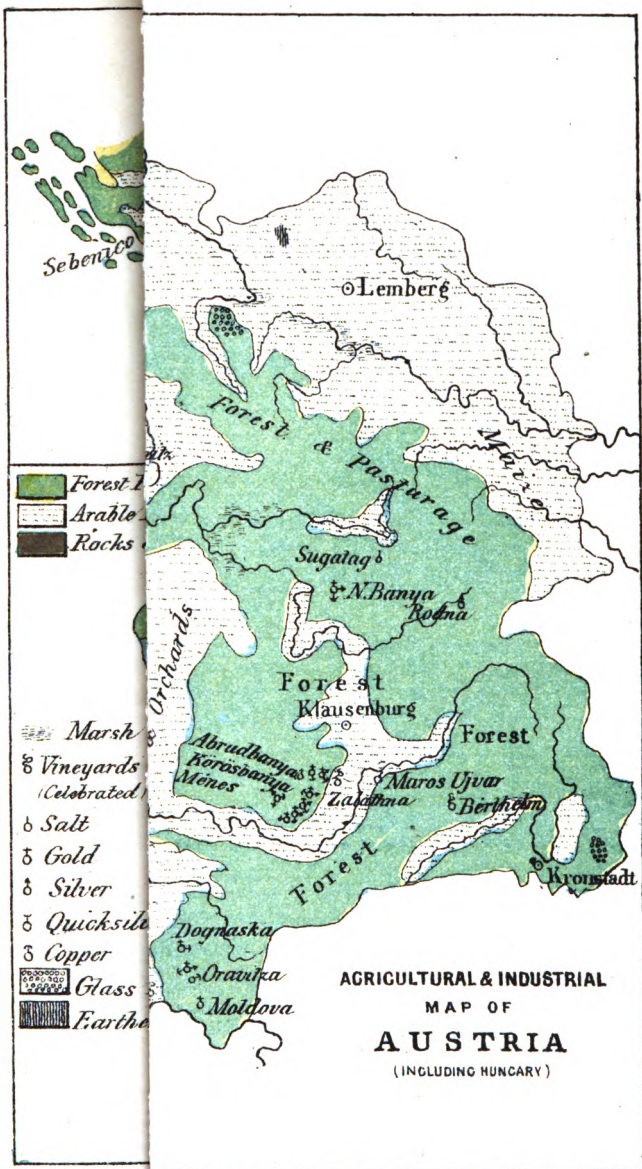 Sebenico
Lemberg
Forest & Pasturage
Maize
Forest
Arable
Rocks
Sugatag
N.Banya
Rodna
Orchards
Forest
Klausenburg
Forest
Marsh
Vineyards
(Celebrated)
Abrudbanya
Körösbanya
Ménes
Zalathna
Maros Ujvar
Berthelm
Salt
Gold
Silver
Copper
Forest
Kronstadt
Dognaska
Oravitza
Moldova
Glass
AGRICULTURAL & INDUSTRIAL
MAP OF
AUSTRIA
(INCLUDING HUNGARY)